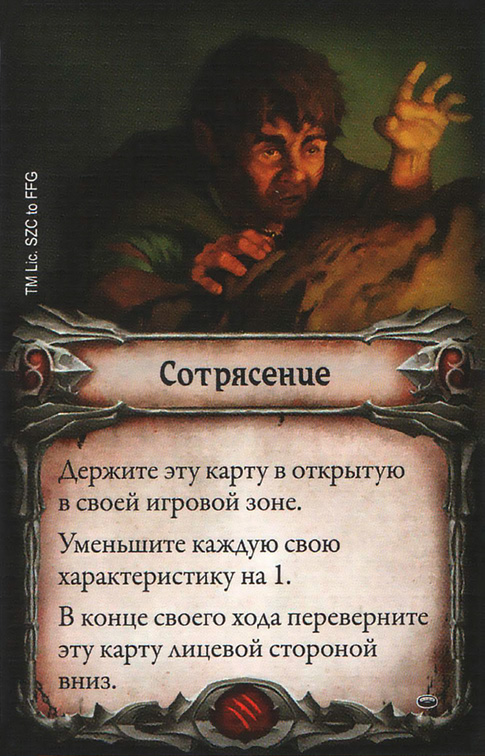 TM Lic. SZC to FFG
Сотрясение
Держите эту карту в открытую
в своей игровой зоне.
Уменьшите каждую свою
характеристику на 1.
В конце своего хода переверните
эту карту лицевой стороной
вниз.